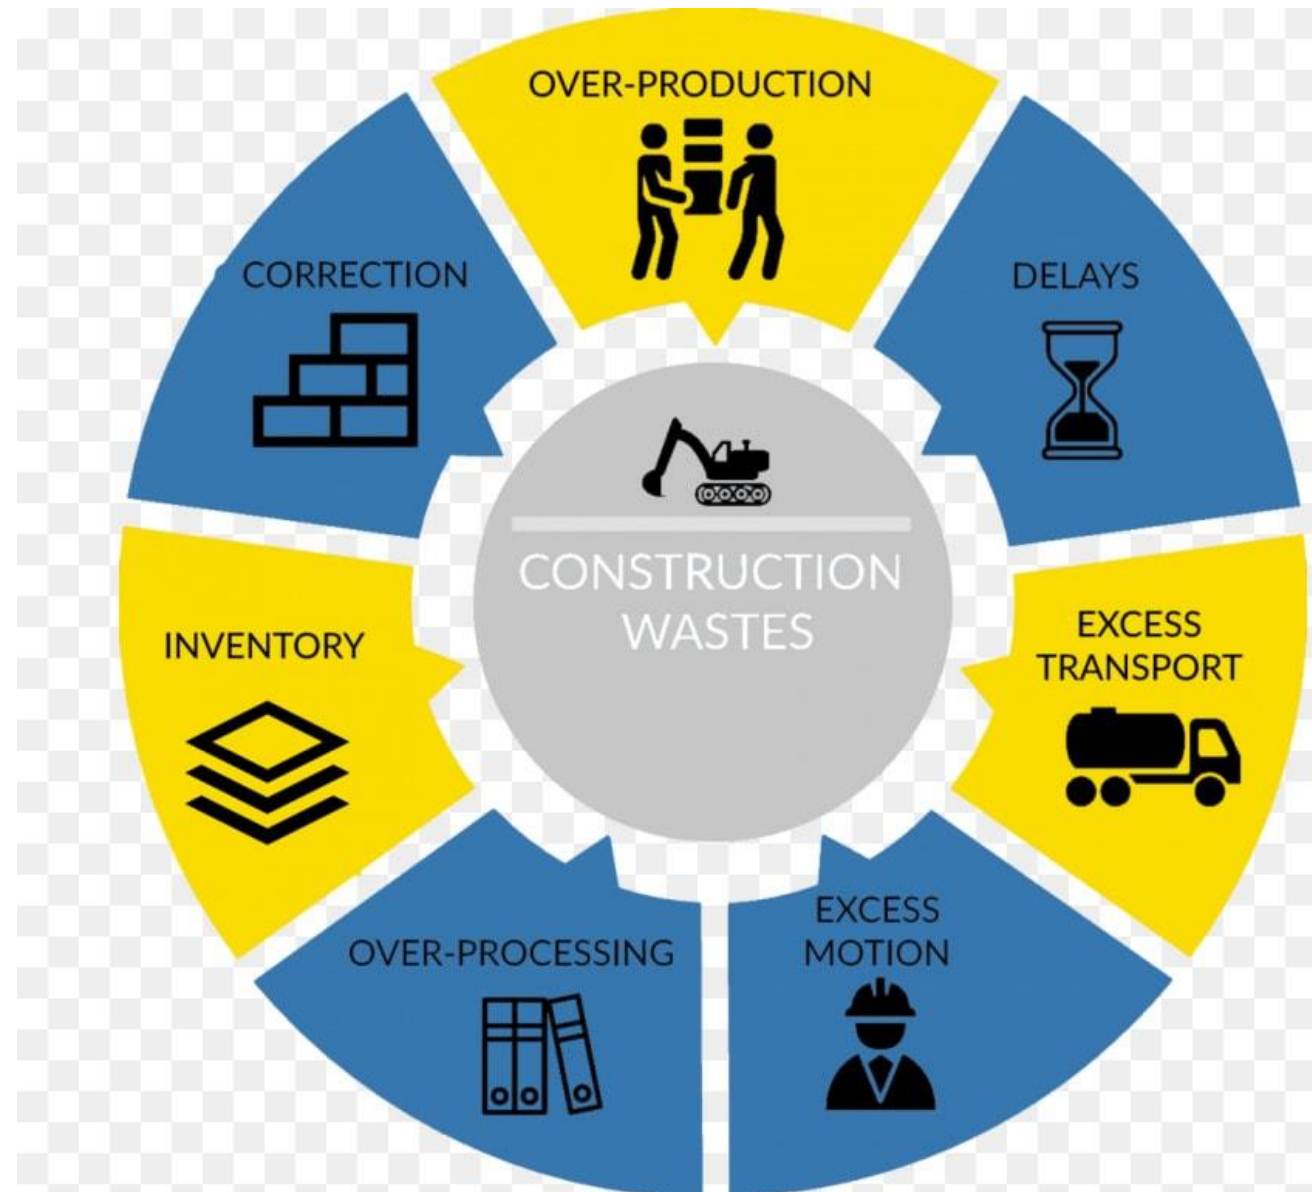 OVER-PRODUCTION
CORRECTION
DELAYS
CONSTRUCTION
WASTES
INVENTORY
EXCESS
TRANSPORT
OVER-PROCESSING
EXCESS
MOTION